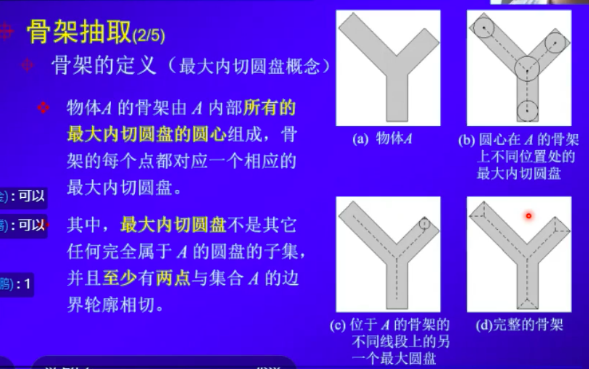 骨架抽取(2/5)
骨架的定义（最大内切圆盘概念）
物体A 的骨架由 A 内部所有的
最大内切圆盘的圆心组成，骨
架的每个点都对应一个相应的
最大内切圆盘。
其中，最大内切圆盘不是其它
任何完全属于 A 的圆盘的子集，
并且至少有两点与集合 A 的边
界轮廓相切。
(a) 物体A
(b) 圆心在 A 的骨架
上不同位置处的
最大内切圆盘
(c) 位于 A 的骨架的
不同线段上的另
一个最大圆盘
(d)完整的骨架
：可以
：可以
：1